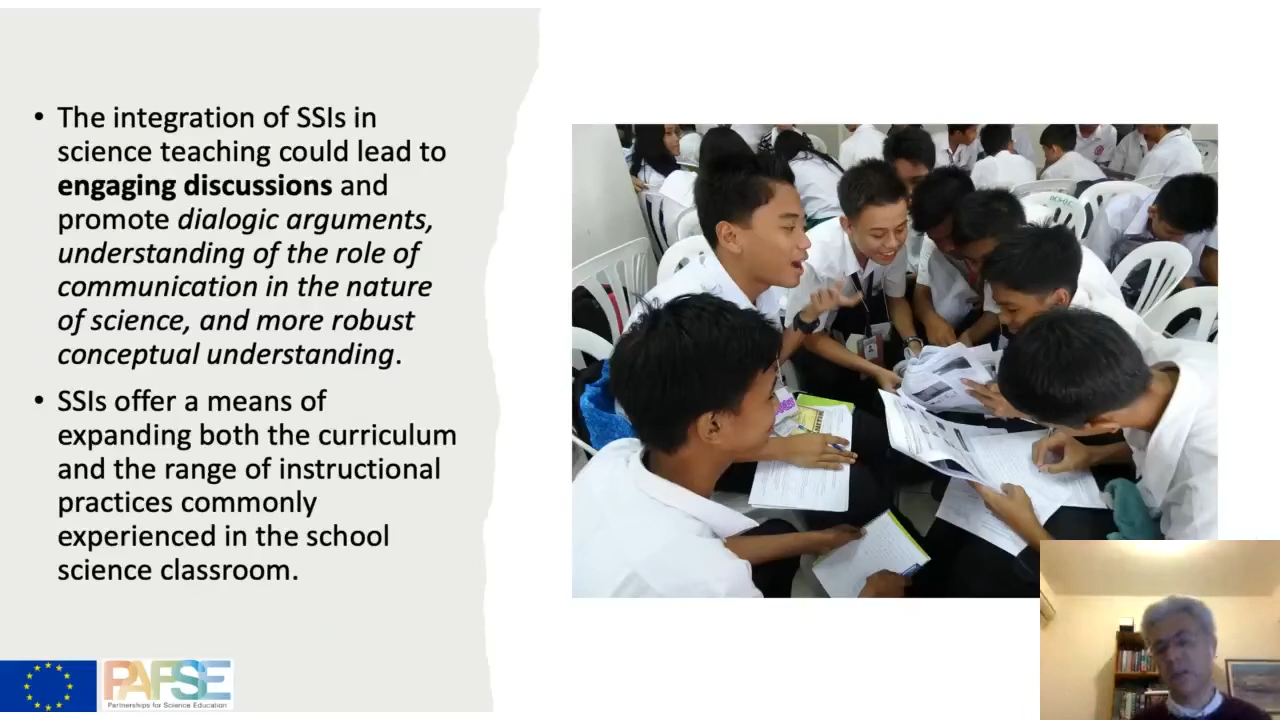 • The integration of SSIs in
science teaching could lead to
engaging discussions and
promote dialogic arguments,
understanding of the role of
communication in the nature
of science, and more robust
conceptual understanding.
• SSIs offer a means of
expanding both the curriculum
and the range of instructional
practices commonly
experienced in the school
science classroom.
PAFSE
Partnerships for Science Education